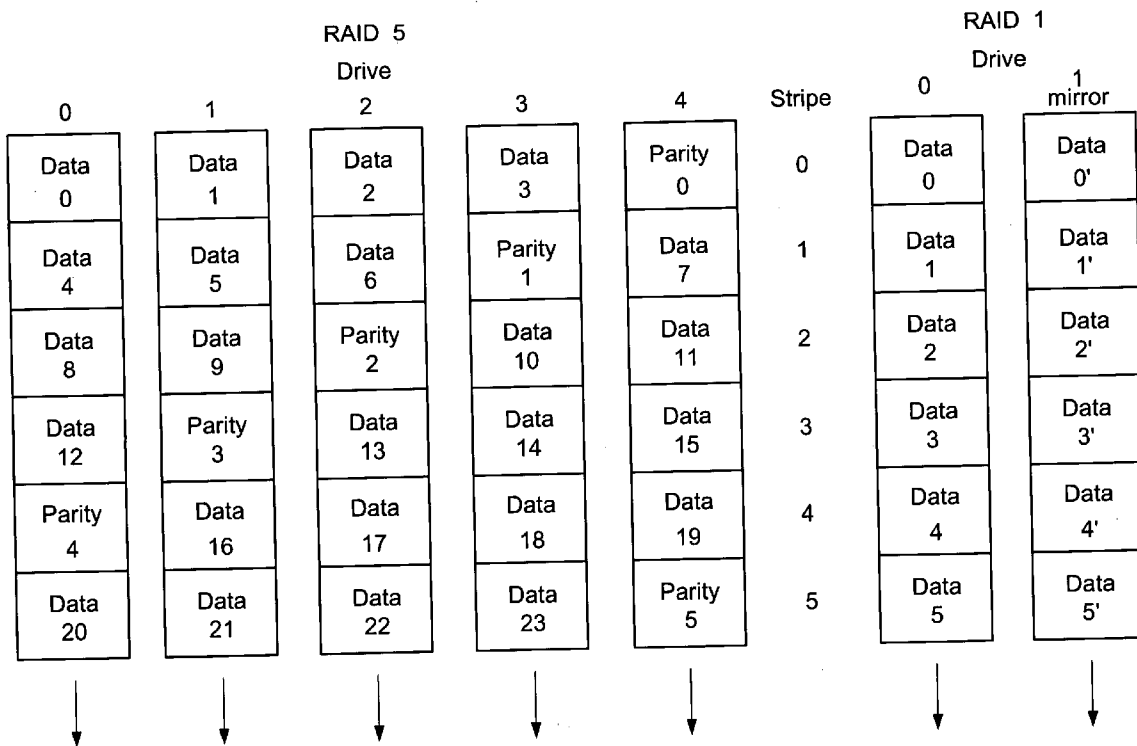 RAID 5
RAID 1
Drive
Drive
0 1 2 3 4 Stripe 0 1
mirror
Data Data Data Data Parity Data Data
0 1 2 3 0 0 0 0'
Data Data Data Parity Data Data Data
4 5 6 1 7 1 1 1'
Data Data Parity Data Data Data Data
8 9 2 10 11 2 2 2'
Data Parity Data Data Data Data Data
12 3 13 14 15 3 3 3'
Parity Data Data Data Data Data Data
4 16 17 18 19 4 4 4'
Data Data Data Data Parity Data Data
20 21 22 23 5 5 5 5'